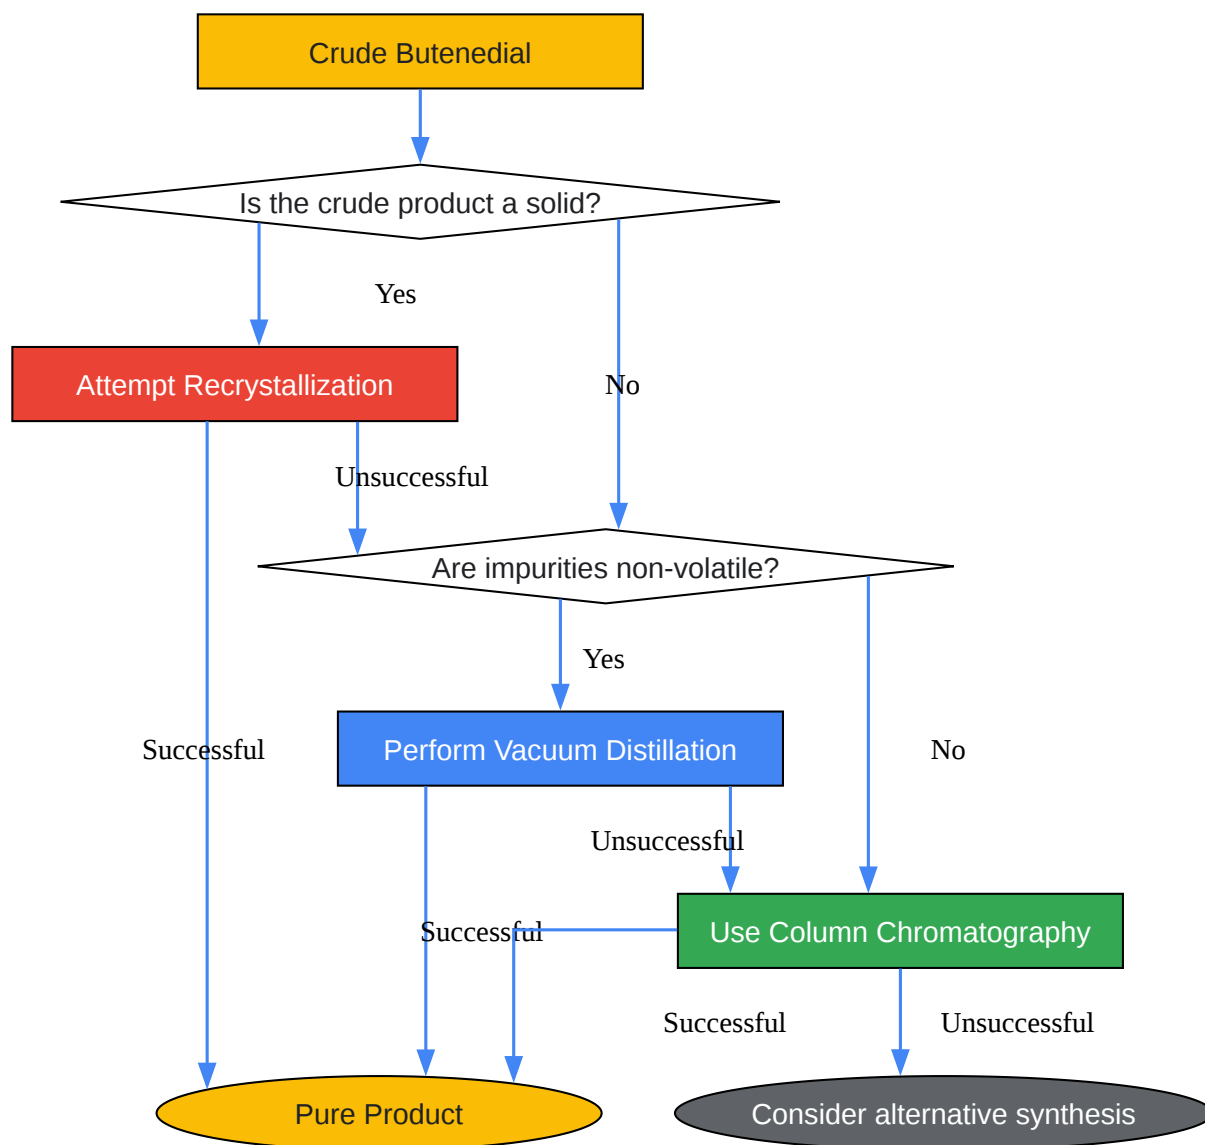 Crude Butenedial
Is the crude product a solid?
Yes
Attempt Recrystallization
No
Unsuccessful
Are impurities non-volatile?
Yes
Successful
Perform Vacuum Distillation
No
Unsuccessful
Successful
Use Column Chromatography
Successful
Unsuccessful
Pure Product
Consider alternative synthesis